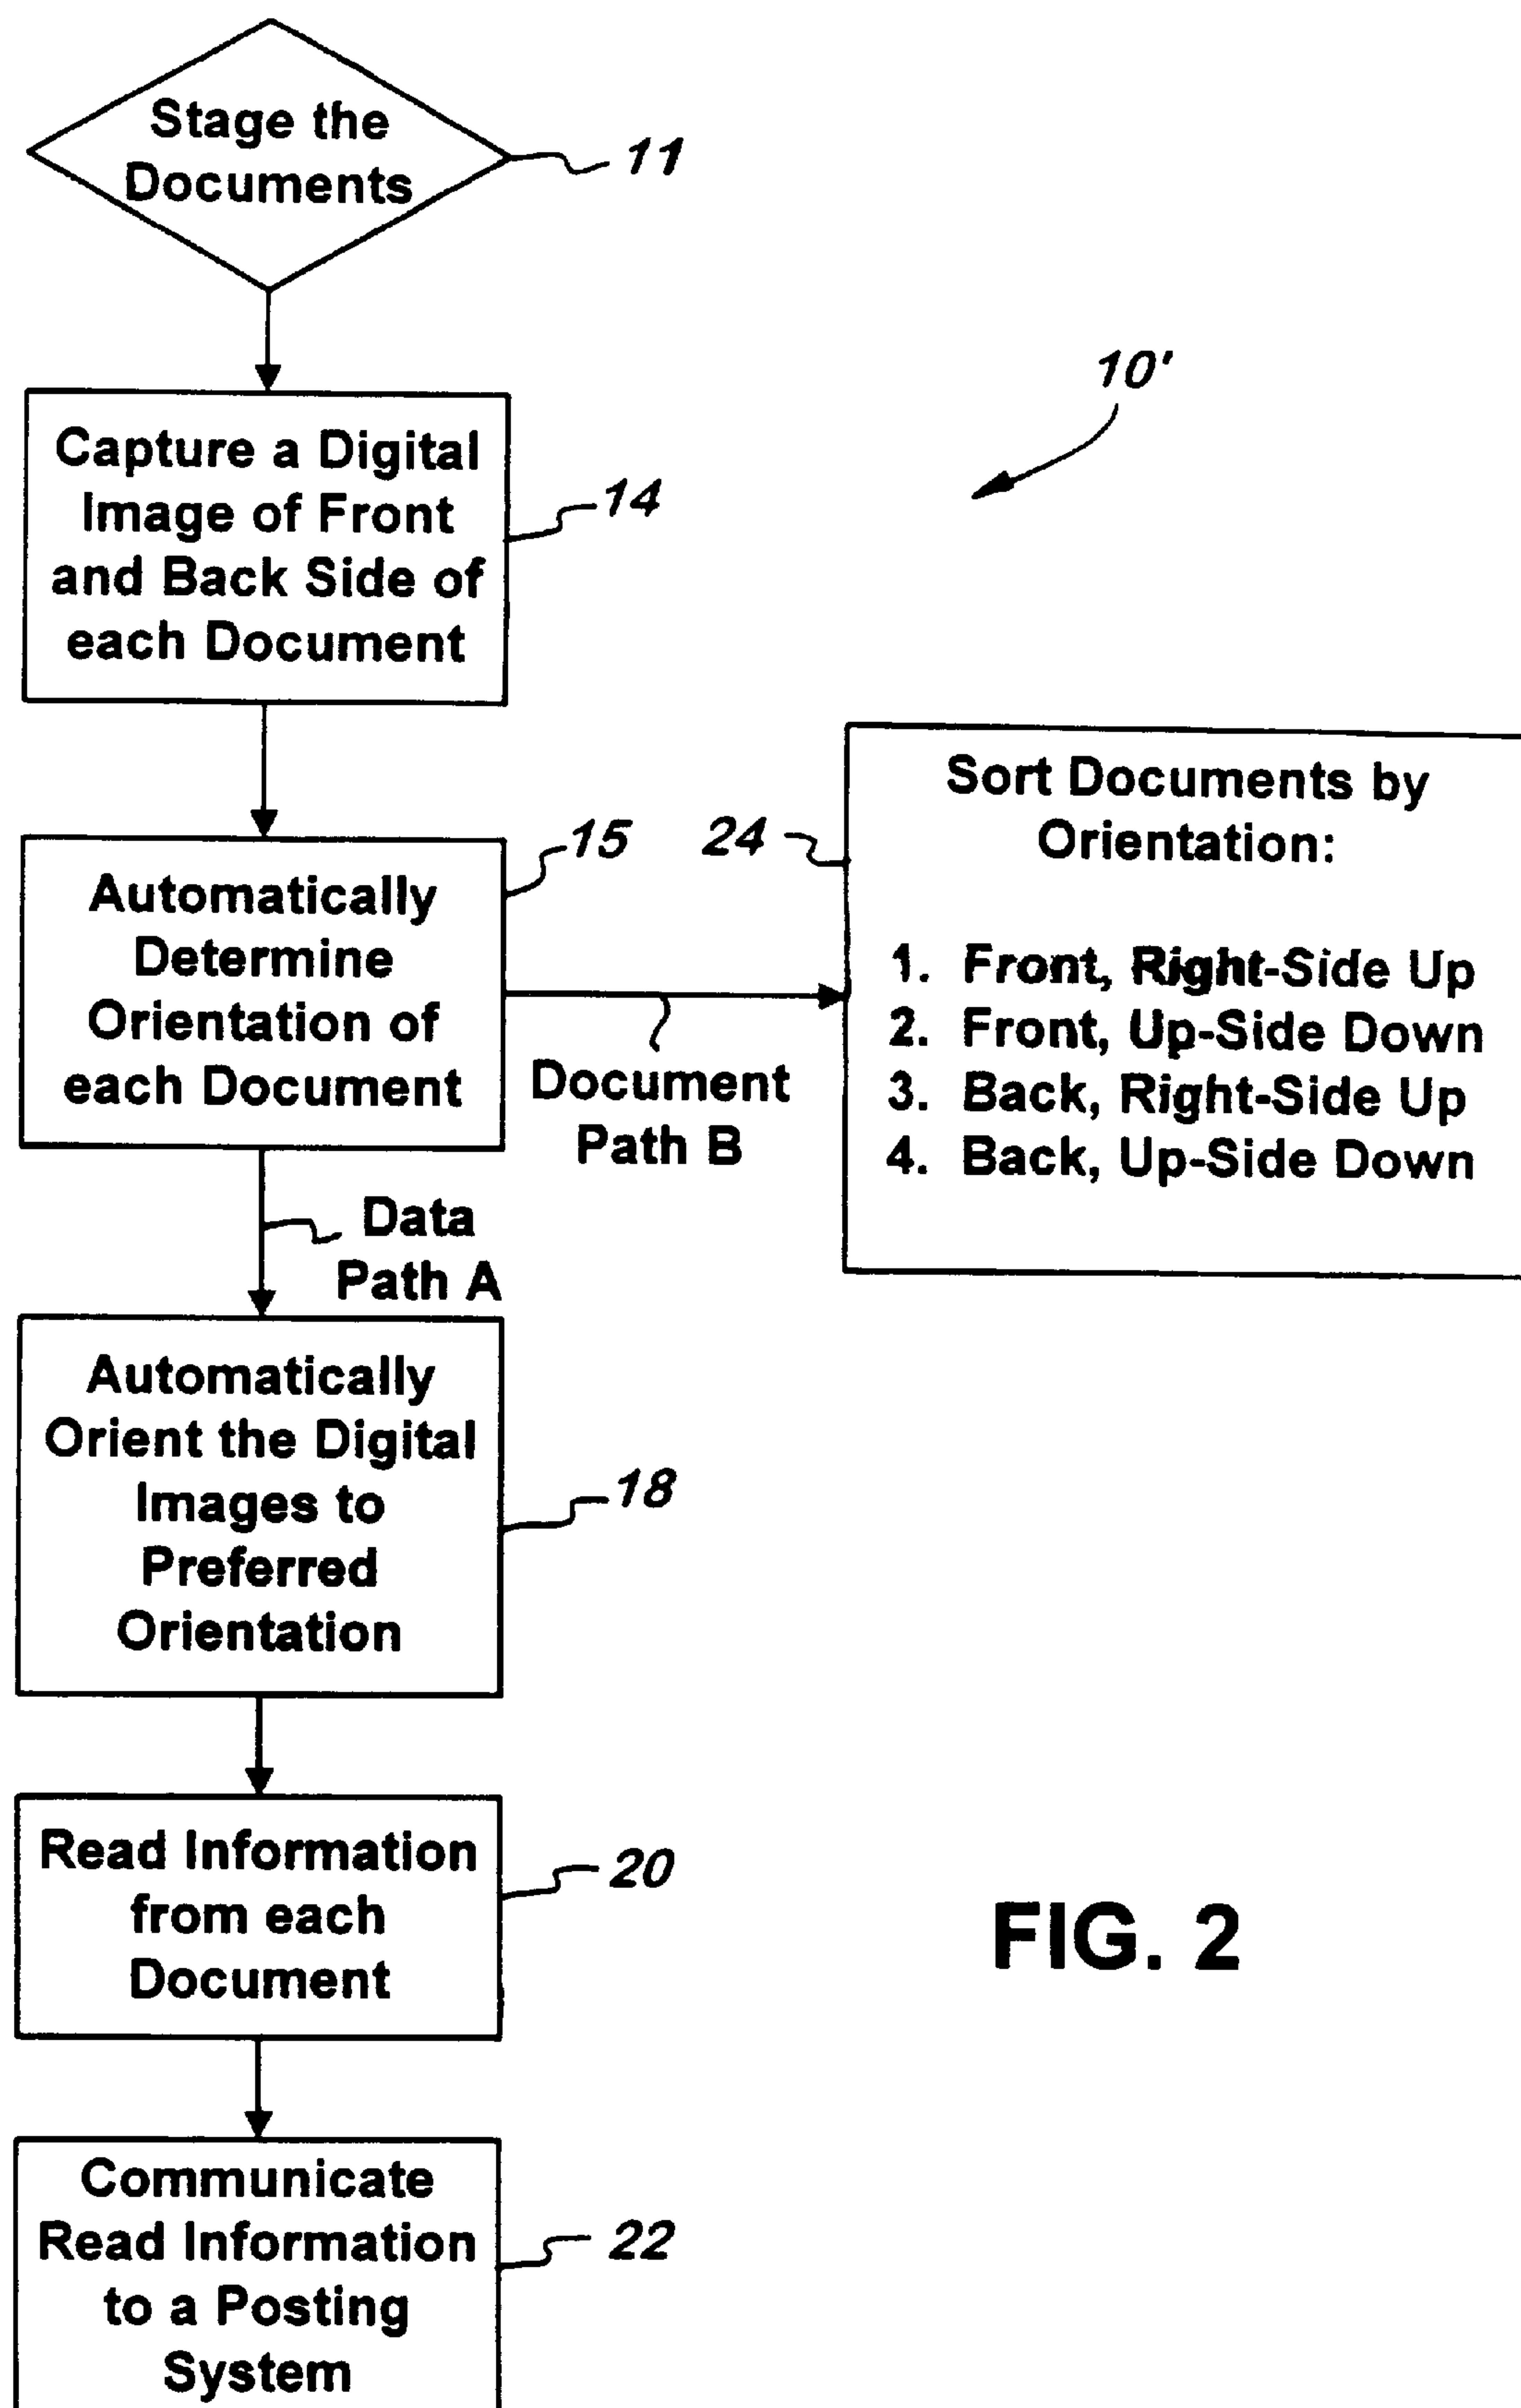 Stage the
Documents
11
10'
Capture a Digital
Image of Front
and Back Side of
each Document
14
Automatically
Determine
Orientation of
each Document
15
24
Sort Documents by
Orientation:
1. Front, Right-Side Up
2. Front, Up-Side Down
3. Back, Right-Side Up
4. Back, Up-Side Down
Document
Path B
Data
Path A
Automatically
Orient the Digital
Images to
Preferred
Orientation
18
Read Information
from each
Document
20
FIG. 2
Communicate
Read Information
to a Posting
System
22